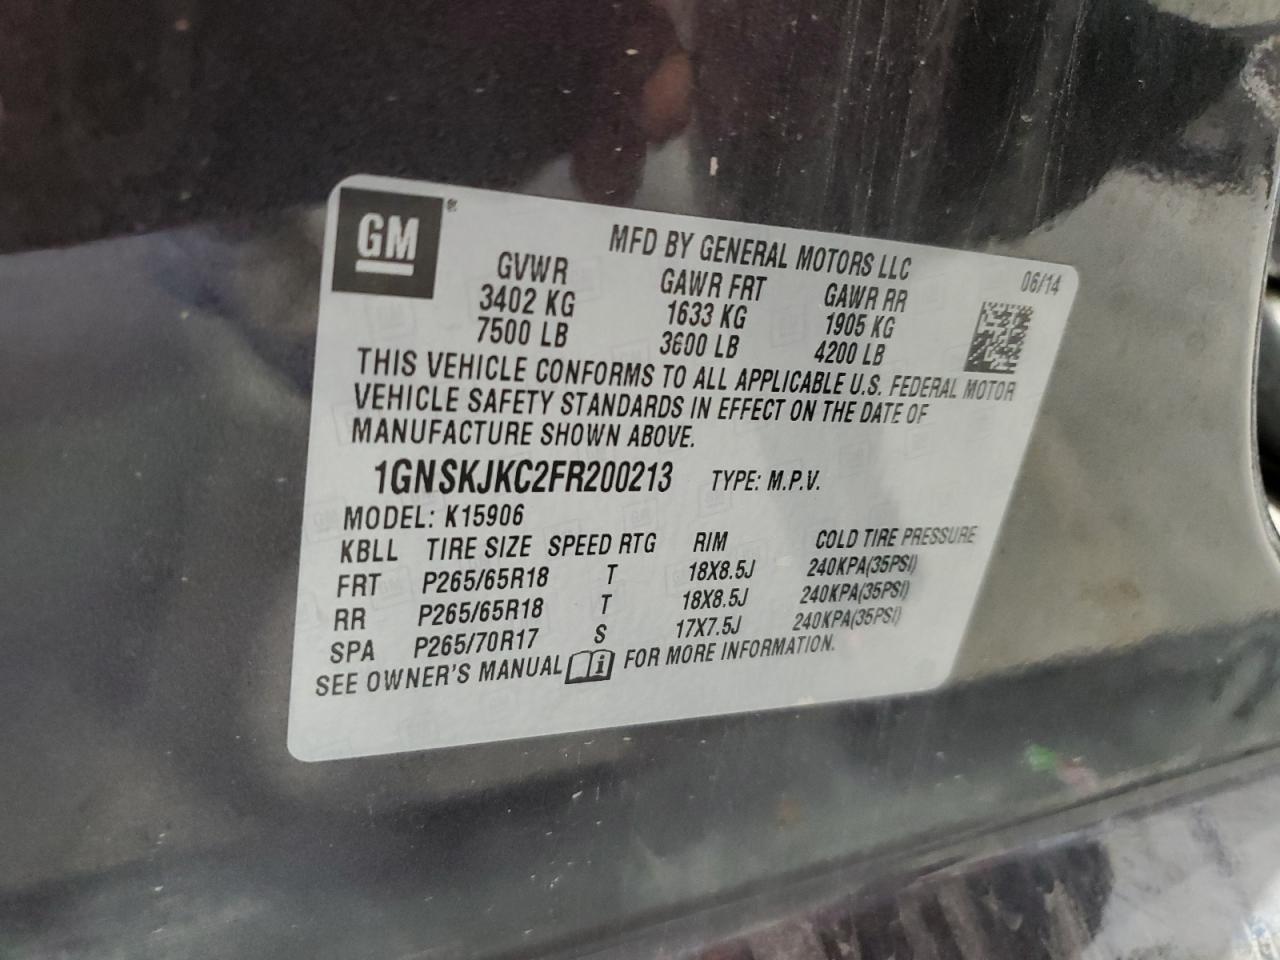 GM ®
MFD BY GENERAL MOTORS LLC
06/14
GVWR GAWR FRT GAWR RR
3402 KG 1633 KG 1905 KG
7500 LB 3600 LB 4200 LB
THIS VEHICLE CONFORMS TO ALL APPLICABLE U.S. FEDERAL MOTOR
VEHICLE SAFETY STANDARDS IN EFFECT ON THE DATE OF
MANUFACTURE SHOWN ABOVE.
1GNSKJKC2FR200213 TYPE: M.P.V.
MODEL: K15906
KBLL TIRE SIZE SPEED RTG RIM COLD TIRE PRESSURE
FRT P265/65R18 T 18X8.5J 240KPA(35PSI)
RR P265/65R18 T 18X8.5J 240KPA(35PSI)
SPA P265/70R17 S 17X7.5J 240KPA(35PSI)
SEE OWNER'S MANUAL i FOR MORE INFORMATION.